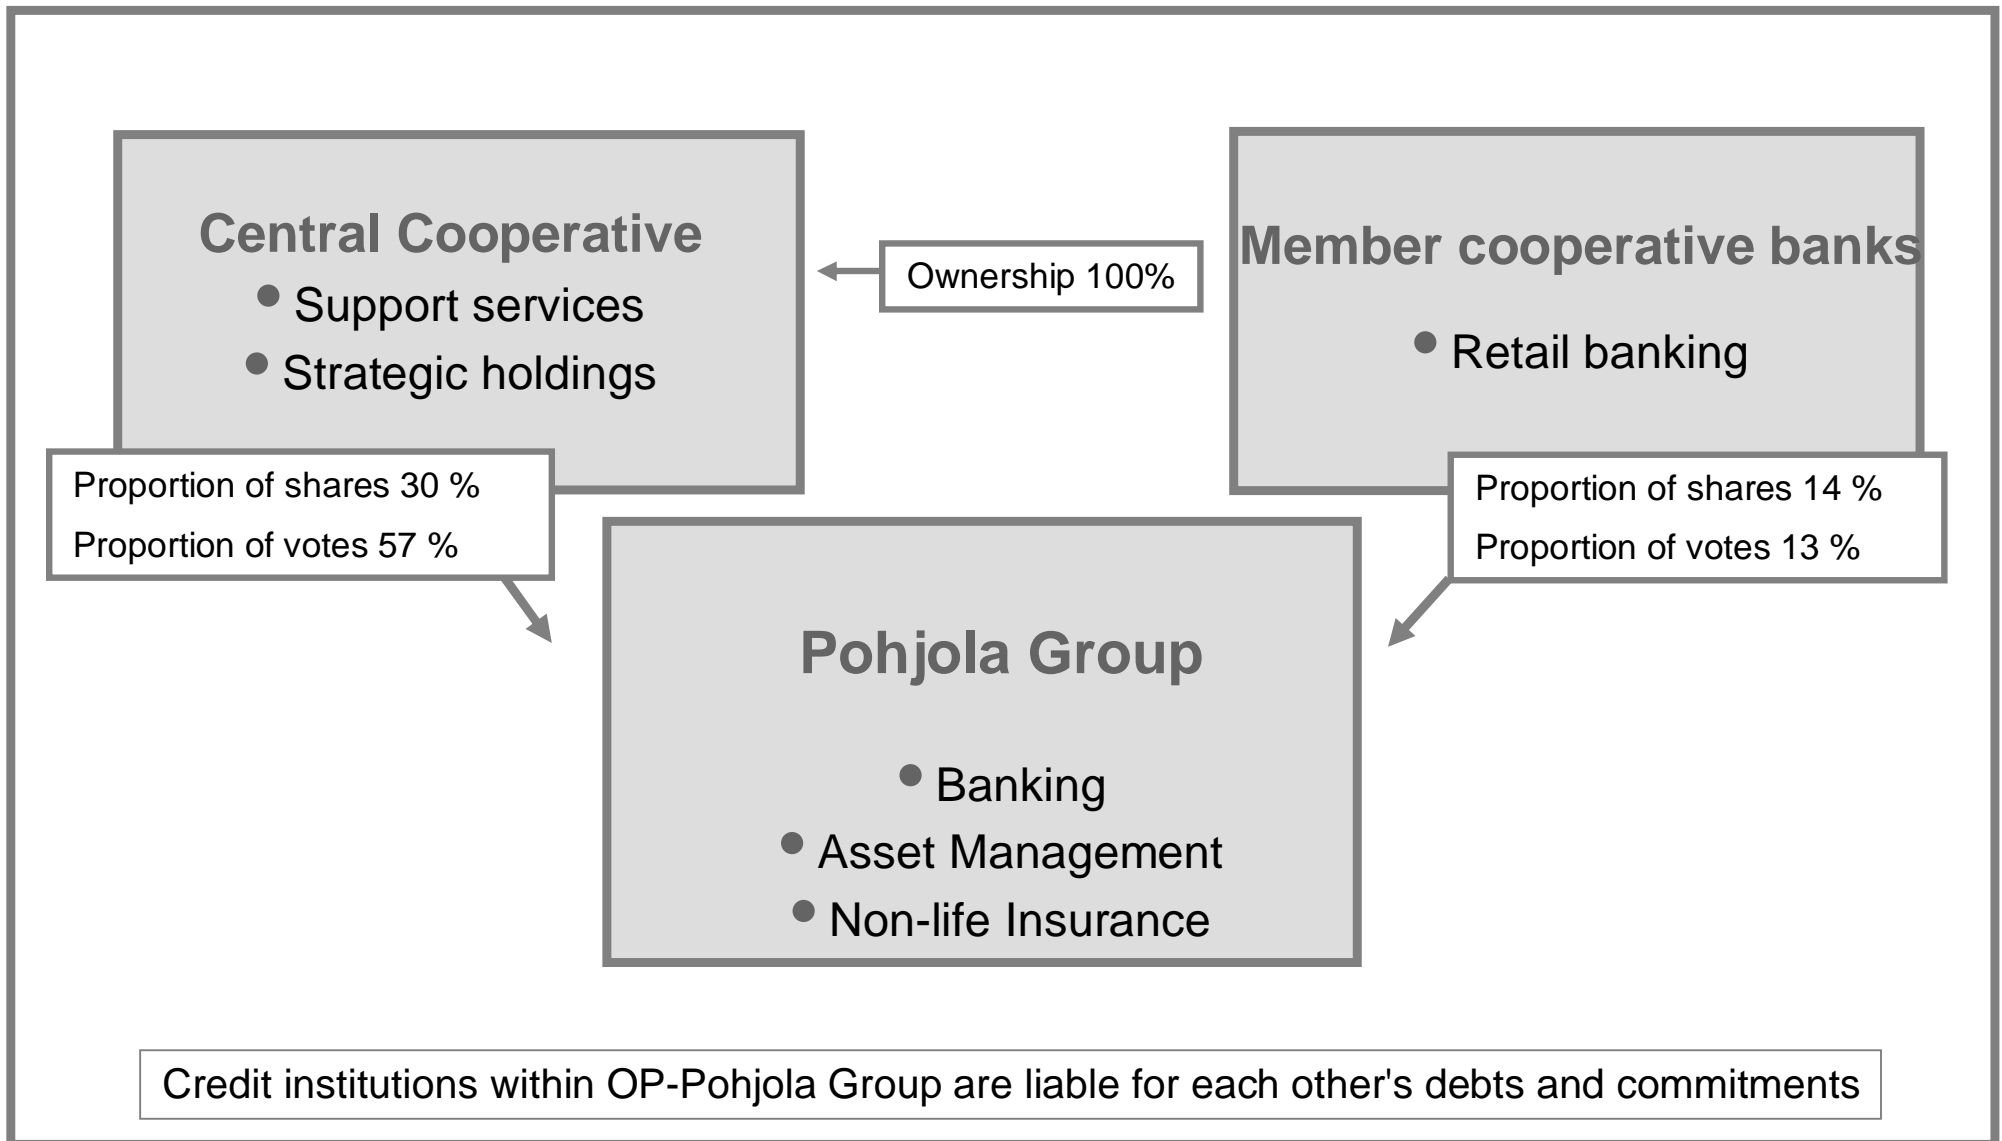 Central Cooperative
• Support services
• Strategic holdings
Ownership 100%
Member cooperative banks
• Retail banking
Proportion of shares 30 %
Proportion of votes 57 %
Proportion of shares 14 %
Proportion of votes 13 %
Pohjola Group
• Banking
• Asset Management
• Non-life Insurance
Credit institutions within OP-Pohjola Group are liable for each other's debts and commitments